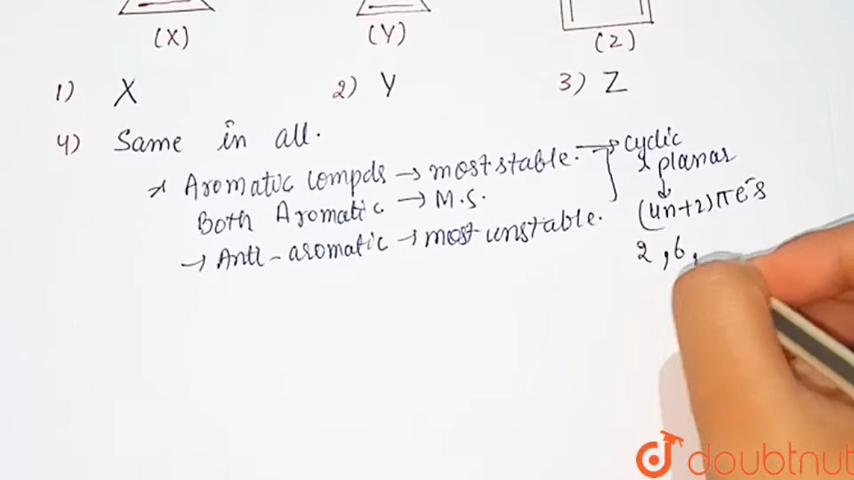 (X) (Y) (Z)
1) X 2) Y 3) Z
4) Same in all.
Aromatic compds → most stable. → cyclic
& planar
Both Aromatic → M.S.
(4n+2)πe⁻s
→ Anti-aromatic → most unstable.
2, 6,
doubtnut